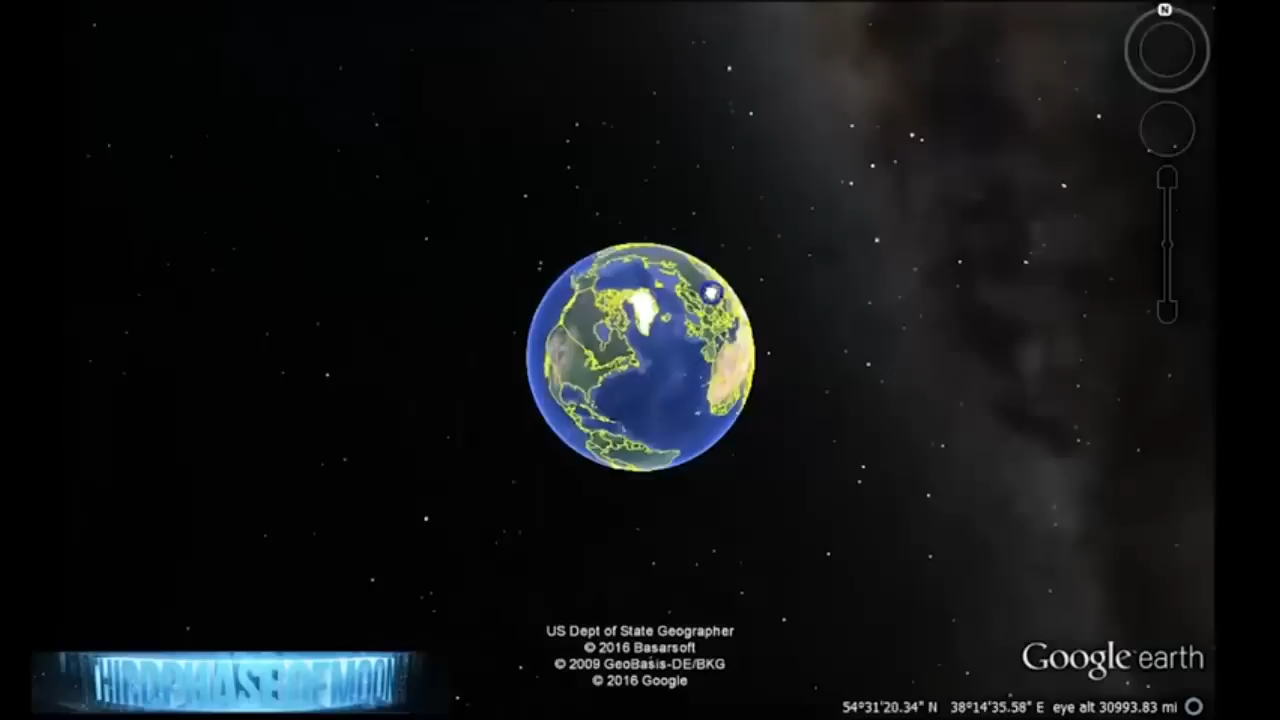 N
US Dept of State Geographer
© 2016 Basarsoft
© 2009 GeoBasis-DE/BKG
© 2016 Google
Google earth
54°31'20.34" N 38°14'35.58" E eye alt 30993.83 mi
HIRDPHASEOFMOON